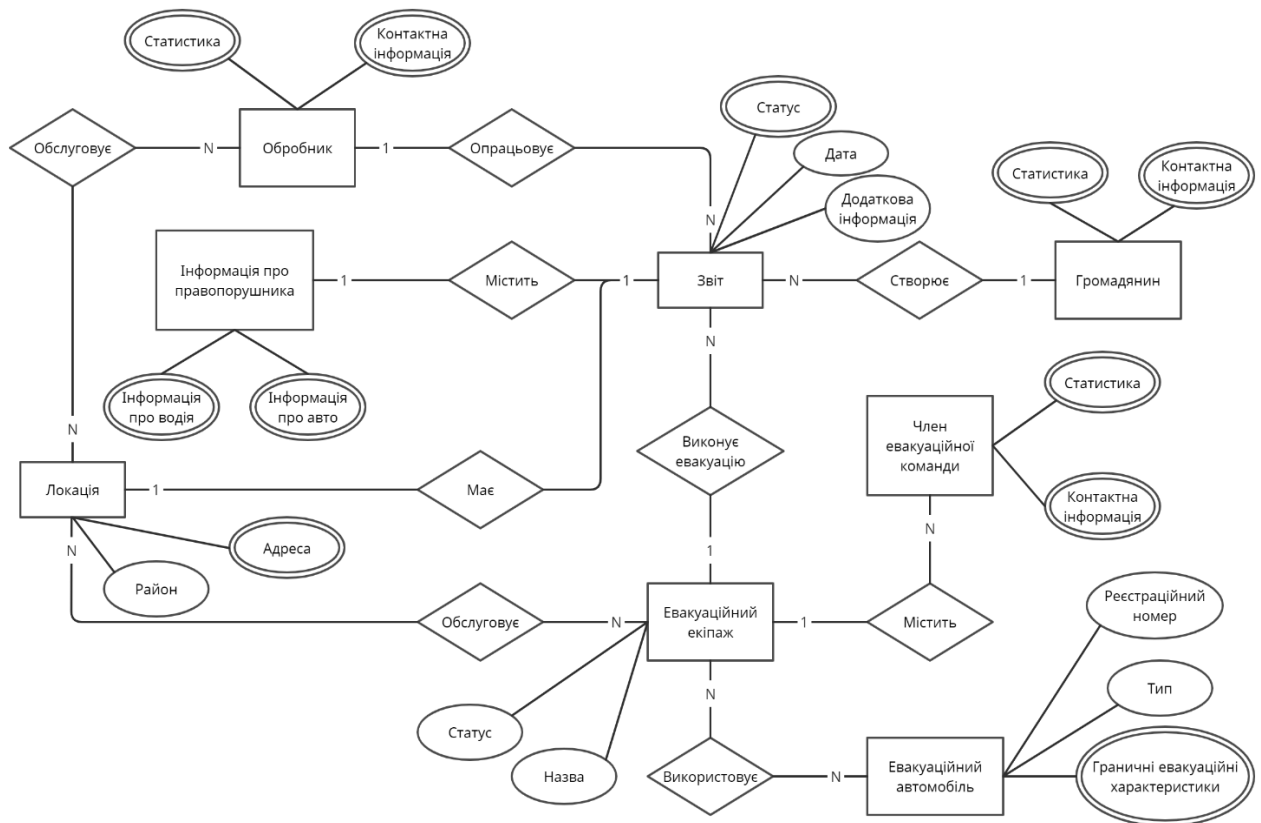 Статистика
Контактна
інформація
Статус
Обслуговує
N
Обробник
1
Опрацьовує
Дата
Статистика
Контактна
інформація
Додаткова
інформація
N
Інформація про
правопорушника
1
Містить
1
Звіт
N
Створює
1
Громадянин
N
Інформація
про водія
Інформація
про авто
Статистика
N
Виконує
евакуацію
Член
евакуаційної
команди
Локація
1
Має
Контактна
інформація
N
Адреса
1
N
Район
Обслуговує
N
Евакуаційний
екіпаж
1
Містить
Реєстраційний
номер
N
Тип
Статус
Назва
Використовує
N
Евакуаційний
автомобіль
Граничні евакуаційні
характеристики